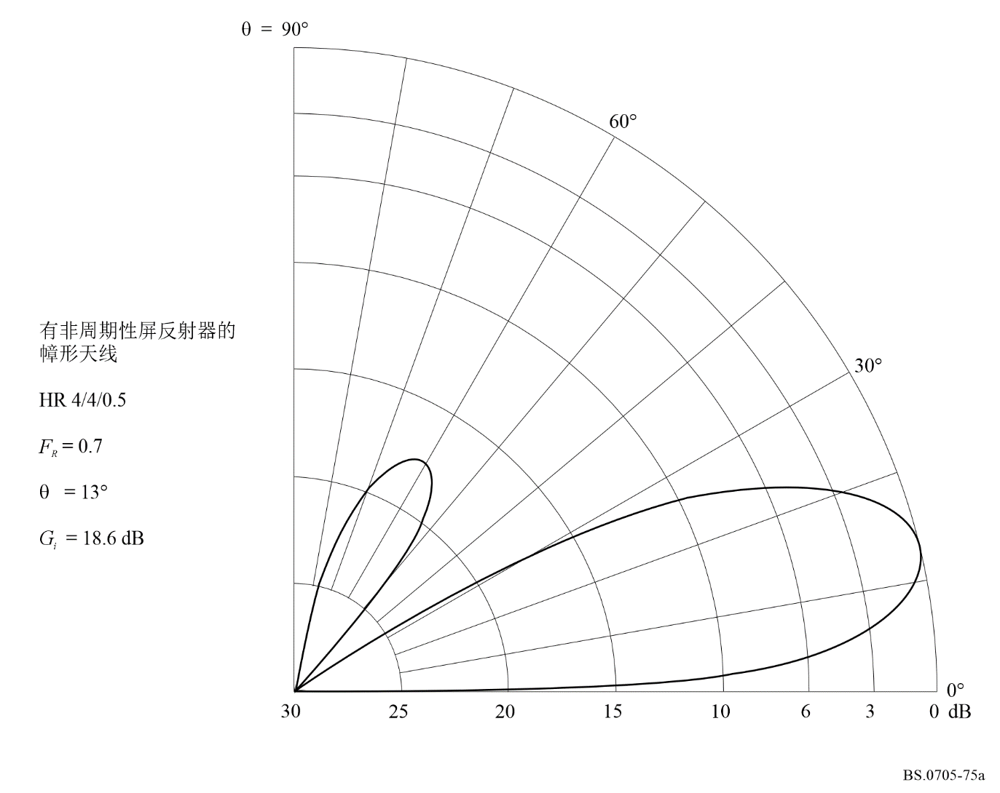 θ = 90°
60°
30°
有非周期性屏反射器的
幛形天线
HR 4/4/0.5
F_R = 0.7
θ = 13°
G_i = 18.6 dB
0°
30 25 20 15 10 6 3 0 dB
BS.0705-75a